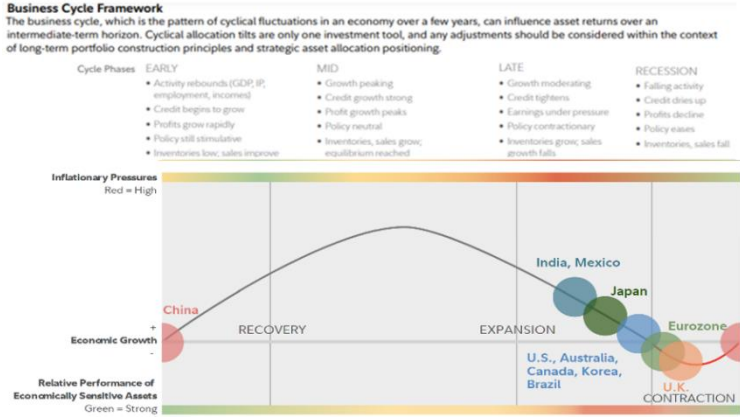 Business Cycle Framework
The business cycle, which is the pattern of cyclical fluctuations in an economy over a few years, can influence asset returns over an
intermediate-term horizon. Cyclical allocation tilts are only one investment tool, and any adjustments should be considered within the context
of long-term portfolio construction principles and strategic asset allocation positioning.
Cycle Phases
EARLY
• Activity rebounds (GDP, IP,
employment, incomes)
• Credit begins to grow
• Profits grow rapidly
• Policy still stimulative
• Inventories low; sales improve
MID
• Growth peaking
• Credit growth strong
• Profit growth peaks
• Policy neutral
• Inventories, sales grow;
equilibrium reached
LATE
• Growth moderating
• Credit tightens
• Earnings under pressure
• Policy contractionary
• Inventories grow; sales
growth falls
RECESSION
• Falling activity
• Credit dries up
• Profits decline
• Policy eases
• Inventories, sales fall
Inflationary Pressures
Red = High
India, Mexico
Japan
China
+
Economic Growth
-
RECOVERY
EXPANSION
Eurozone
U.S., Australia,
Canada, Korea,
Brazil
U.K.
CONTRACTION
Relative Performance of
Economically Sensitive Assets
Green = Strong